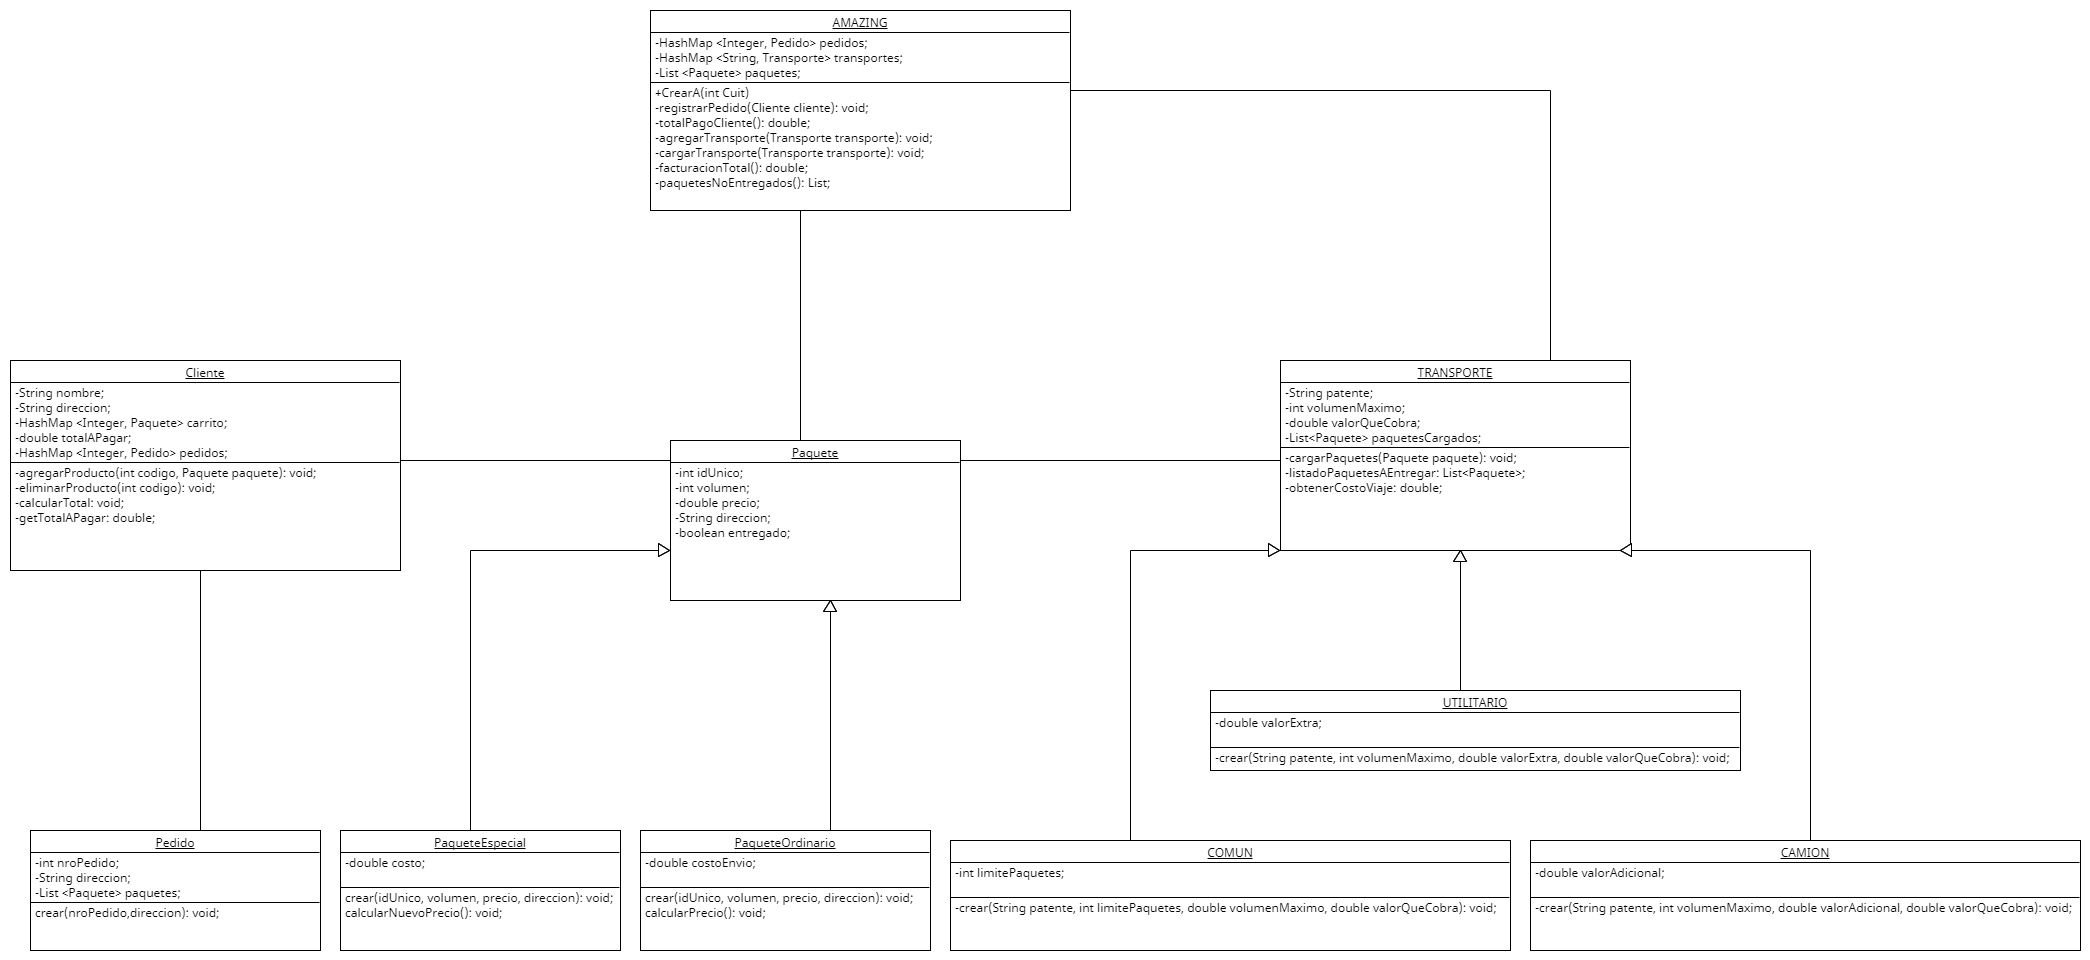 AMAZING
-HashMap <Integer, Pedido> pedidos;
-HashMap <String, Transporte> transportes;
-List <Paquete> paquetes;
+CrearA(int Cuit)
-registrarPedido(Cliente cliente): void;
-totalPagoCliente(): double;
-agregarTransporte(Transporte transporte): void;
-cargarTransporte(Transporte transporte): void;
-facturacionTotal(): double;
-paquetesNoEntregados(): List;
Cliente
-String nombre;
-String direccion;
-HashMap <Integer, Paquete> carrito;
-double totalAPagar;
-HashMap <Integer, Pedido> pedidos;
-agregarProducto(int codigo, Paquete paquete): void;
-eliminarProducto(int codigo): void;
-calcularTotal: void;
-getTotalAPagar: double;
Paquete
-int idUnico;
-int volumen;
-double precio;
-String direccion;
-boolean entregado;
TRANSPORTE
-String patente;
-int volumenMaximo;
-double valorQueCobra;
-List<Paquete> paquetesCargados;
-cargarPaquetes(Paquete paquete): void;
-listadoPaquetesAEntregar: List<Paquete>;
-obtenerCostoViaje: double;
UTILITARIO
-double valorExtra;
-crear(String patente, int volumenMaximo, double valorExtra, double valorQueCobra): void;
Pedido
-int nroPedido;
-String direccion;
-List <Paquete> paquetes;
crear(nroPedido,direccion): void;
PaqueteEspecial
-double costo;
crear(idUnico, volumen, precio, direccion): void;
calcularNuevoPrecio(): void;
PaqueteOrdinario
-double costoEnvio;
crear(idUnico, volumen, precio, direccion): void;
calcularPrecio(): void;
COMUN
-int limitePaquetes;
-crear(String patente, int limitePaquetes, double volumenMaximo, double valorQueCobra): void;
CAMION
-double valorAdicional;
-crear(String patente, int volumenMaximo, double valorAdicional, double valorQueCobra): void;